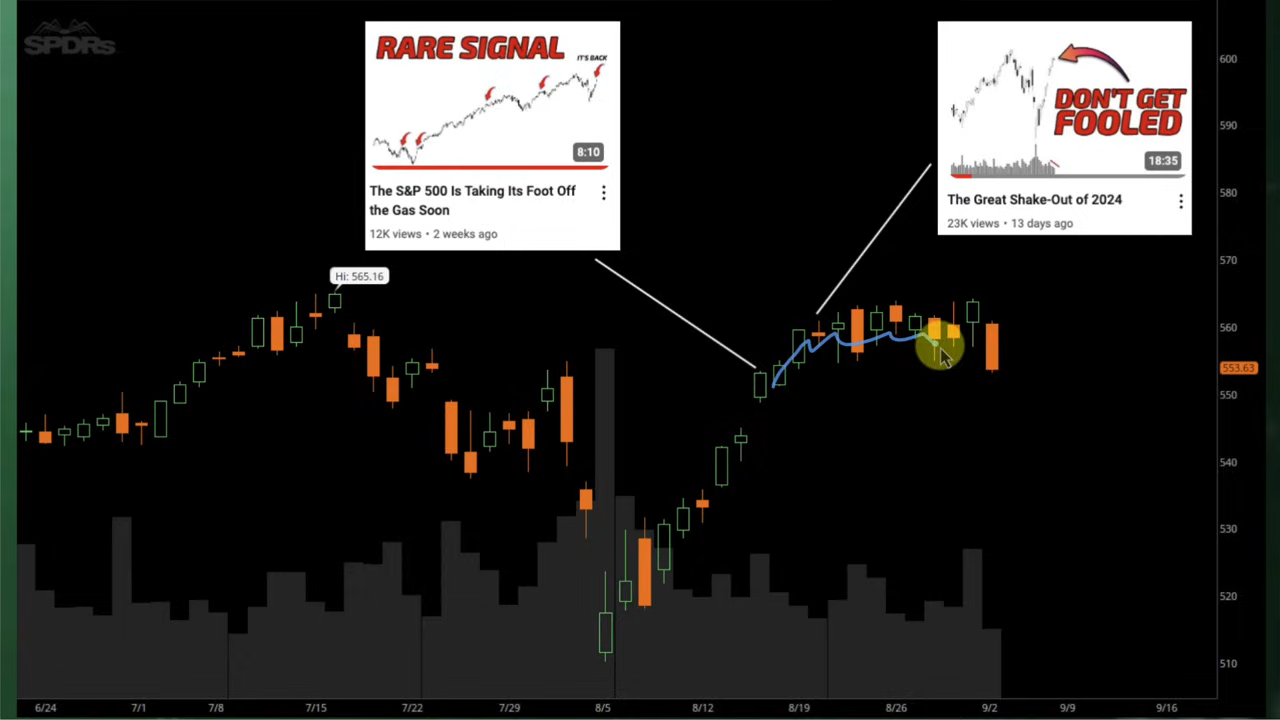 SPDRs
RARE SIGNAL
IT'S BACK
8:10
The S&P 500 Is Taking Its Foot Off
the Gas Soon
12K views • 2 weeks ago
DON'T GET
FOOLED
18:35
The Great Shake-Out of 2024
23K views • 13 days ago
Hi: 565.16
600
590
580
570
560
553.63
550
540
530
520
510
6/24
7/1
7/8
7/15
7/22
7/29
8/5
8/12
8/19
8/26
9/2
9/9
9/16